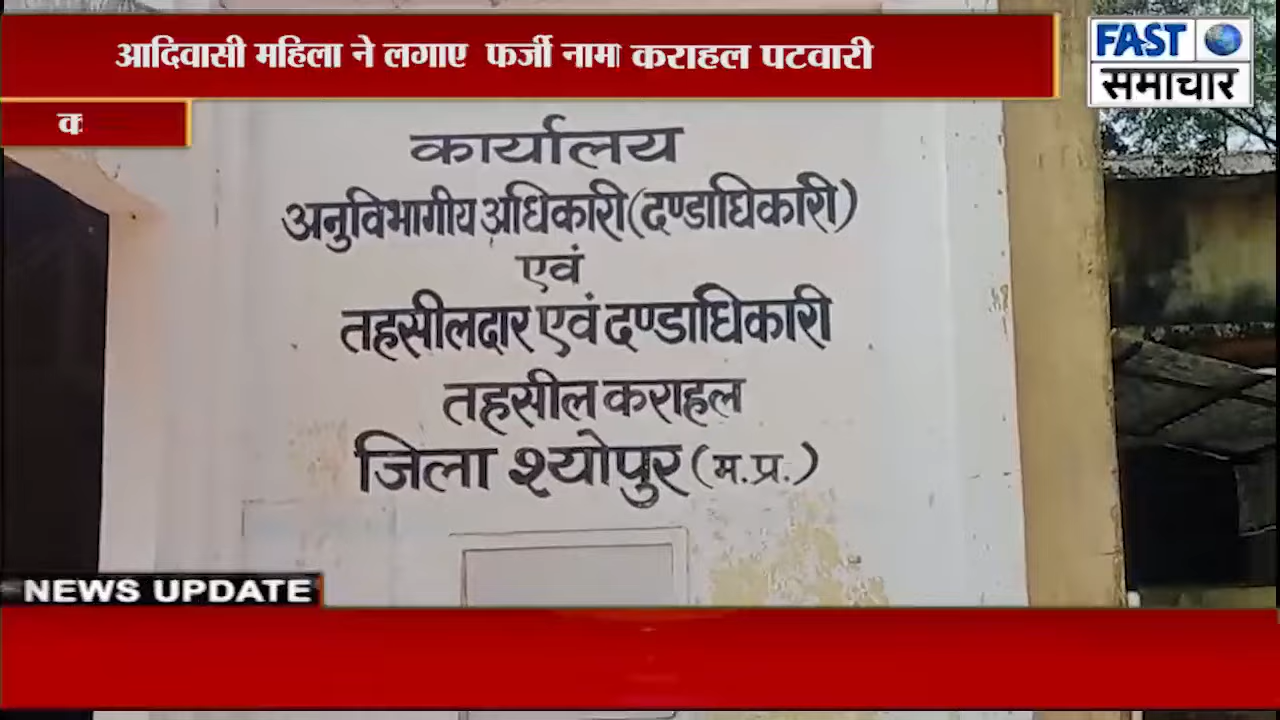 आदिवासी महिला ने लगाए फर्जी नामा कराहल पटवारी
FAST
समाचार
क
कार्यालय
अनुविभागीय अधिकारी(दण्डाधिकारी)
एवं
तहसीलदार एवं दण्डाधिकारी
तहसील कराहल
जिला श्योपुर (म.प्र.)
NEWS UPDATE